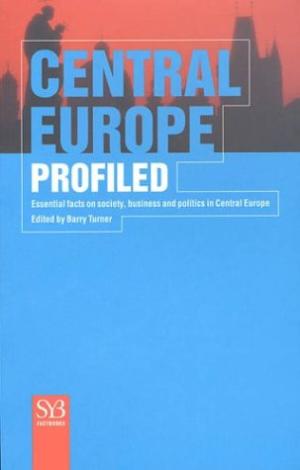 CENTRAL
EUROPE
PROFILED
Essential facts on society, business and politics in Central Europe
Edited by Barry Turner
SYB
FACTBOOKS